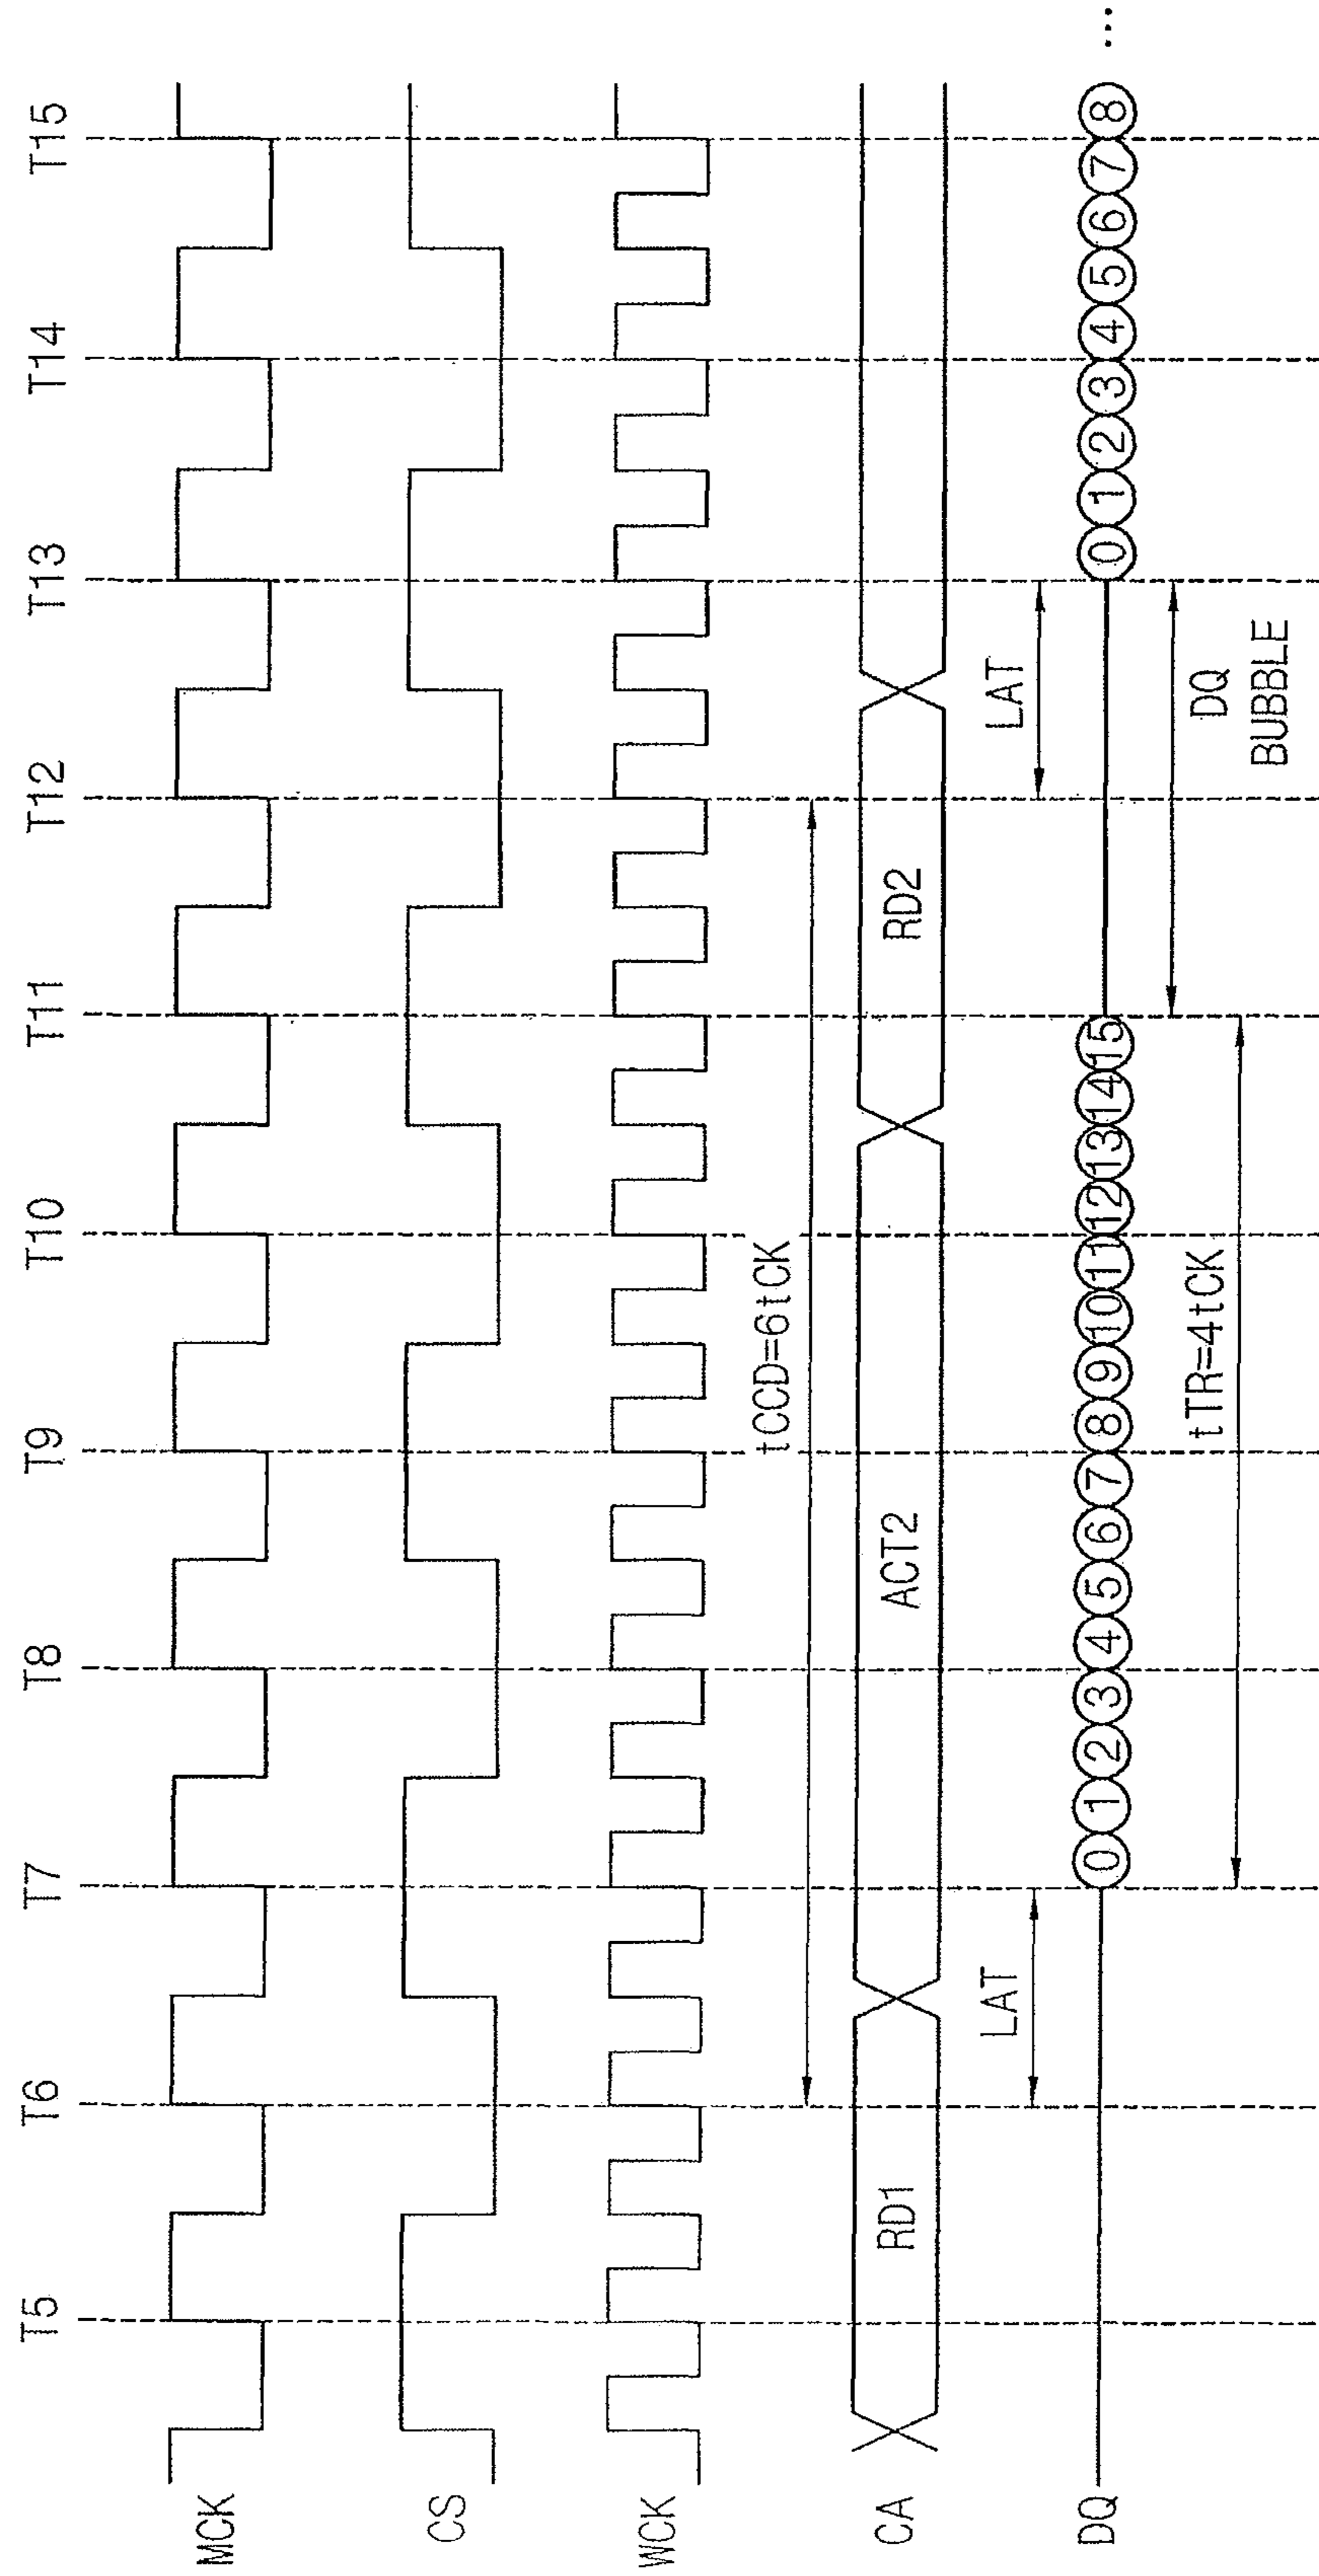 T5 T6 T7 T8 T9 T10 T11 T12 T13 T14 T15
MCK
CS
WCK
tCCD=6tCK
CA RD1 ACT2 RD2
LAT LAT
DQ 0 1 2 3 4 5 6 7 8 9 10 11 12 13 14 15 0 1 2 3 4 5 6 7 8 ...
DQ
BUBBLE
tTR=4tCK